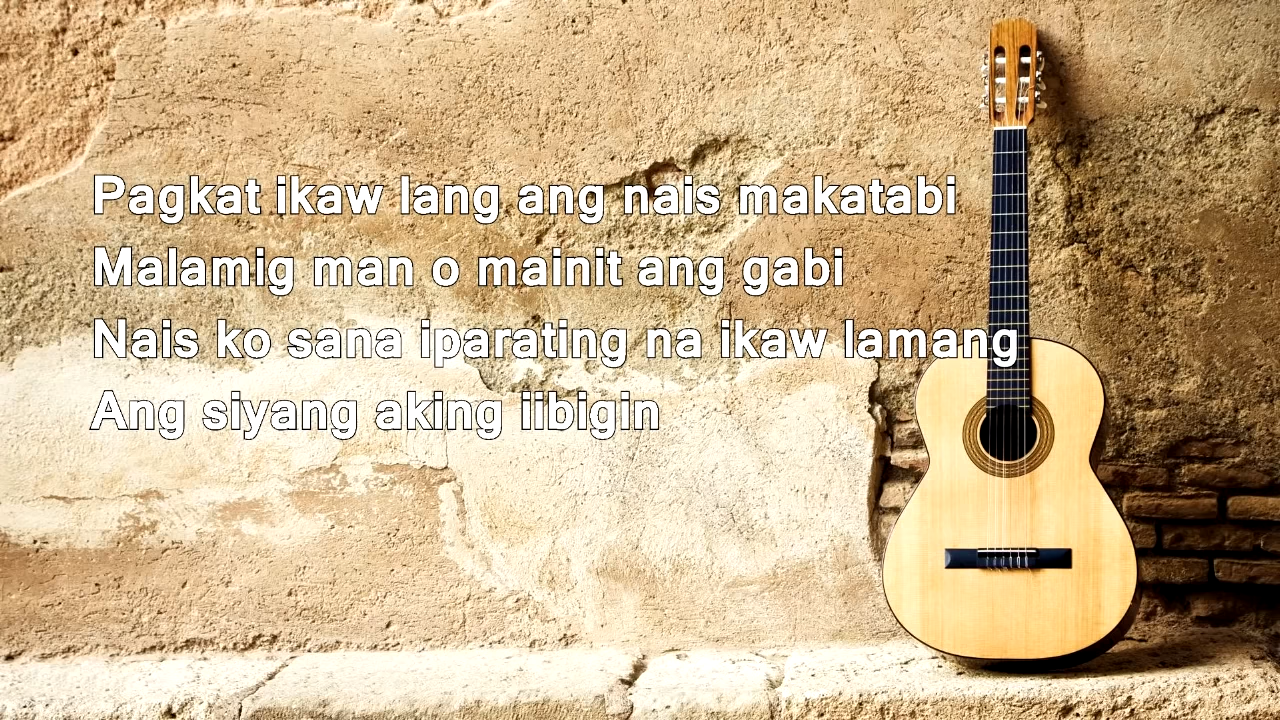 Pagkat ikaw lang ang nais makatabi
Malamig man o mainit ang gabi
Nais ko sana iparating na ikaw lamang
Ang siyang aking iibigin